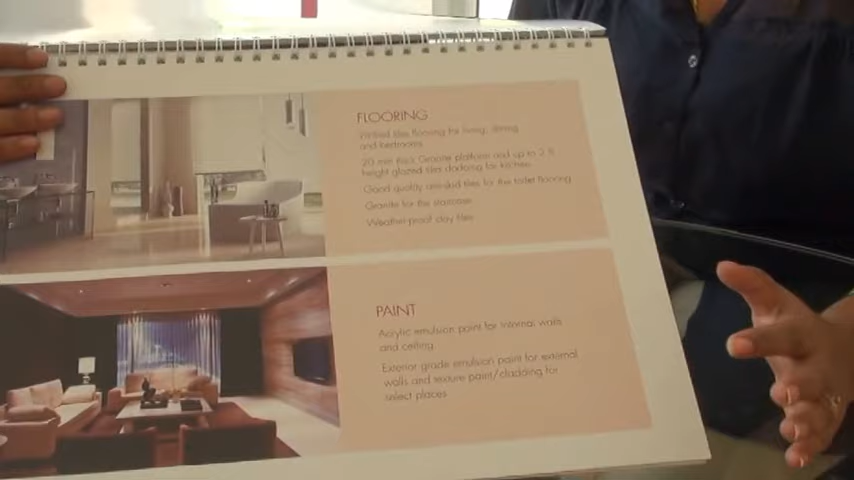 FLOORING
Vitrified tiles flooring for living, dining
and bedrooms
20 mm thick Granite platform and up to 2 ft
height glazed tiles dadoing for kitchen
Good quality anti-skid tiles for the toilet flooring
Granite for the staircase
Weather-proof clay tiles
PAINT
Acrylic emulsion paint for internal walls
and ceiling
Exterior grade emulsion paint for external
walls and texture paint/cladding for
select places